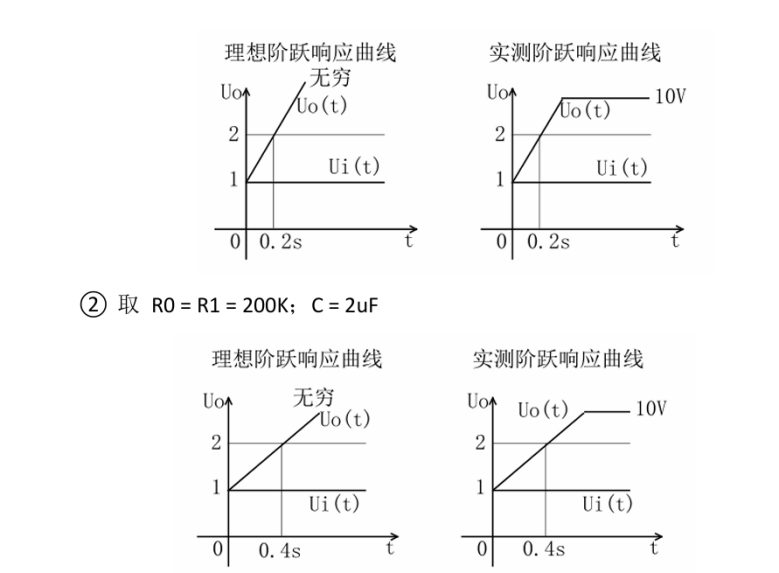 理想阶跃响应曲线
实测阶跃响应曲线
无穷
Uo
Uo(t)
2
Ui(t)
1
0
0.2s
t
Uo
10V
Uo(t)
2
Ui(t)
1
0
0.2s
t
② 取 R0 = R1 = 200K； C = 2uF
理想阶跃响应曲线
实测阶跃响应曲线
无穷
Uo
Uo(t)
2
1
Ui(t)
0
0.4s
t
Uo
Uo(t)
10V
2
1
Ui(t)
0
0.4s
t